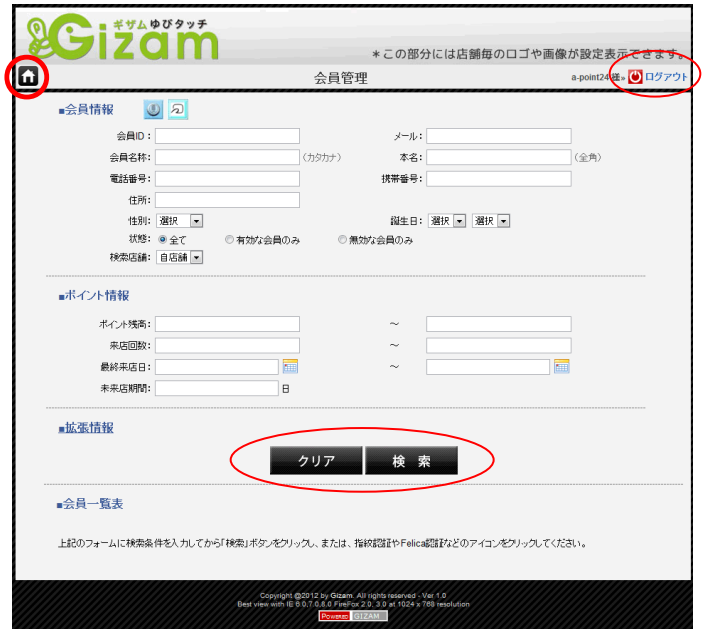 ギザムゆびタッチ
Gizam
＊この部分には店舗毎のロゴや画像が設定表示できます。
会員管理
a-point24 様» ログアウト
■会員情報
会員ID：
メール：
会員名称：
(カタカナ)
本名：
(全角)
電話番号：
携帯番号：
住所：
性別：
選択
誕生日：
選択
選択
状態：
全て
有効な会員のみ
無効な会員のみ
検索店舗：
自店舗
■ポイント情報
ポイント残高：
～
来店回数：
～
最終来店日：
～
未来店期間：
日
■拡張情報
クリア
検 索
■会員一覧表
上記のフォームに検索条件を入力してから「検索」ボタンをクリックし、または、指紋認証やFelica認証などのアイコンをクリックしてください。
Copyright @2012 by Gizam. All rights reserved - Ver 1.0
Best view with IE 6.0,7.0,8.0 FireFox 2.0, 3.0 at 1024 x 768 resolution
Powered GIZAM